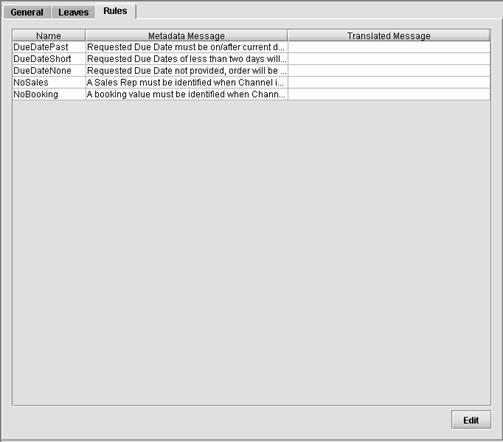 General Leaves Rules
Name Metadata Message Translated Message
DueDatePast Requested Due Date must be on/after current d...
DueDateShort Requested Due Dates of less than two days will...
DueDateNone Requested Due Date not provided, order will be ...
NoSales A Sales Rep must be identified when Channel i...
NoBooking A booking value must be identified when Chann...
Edit